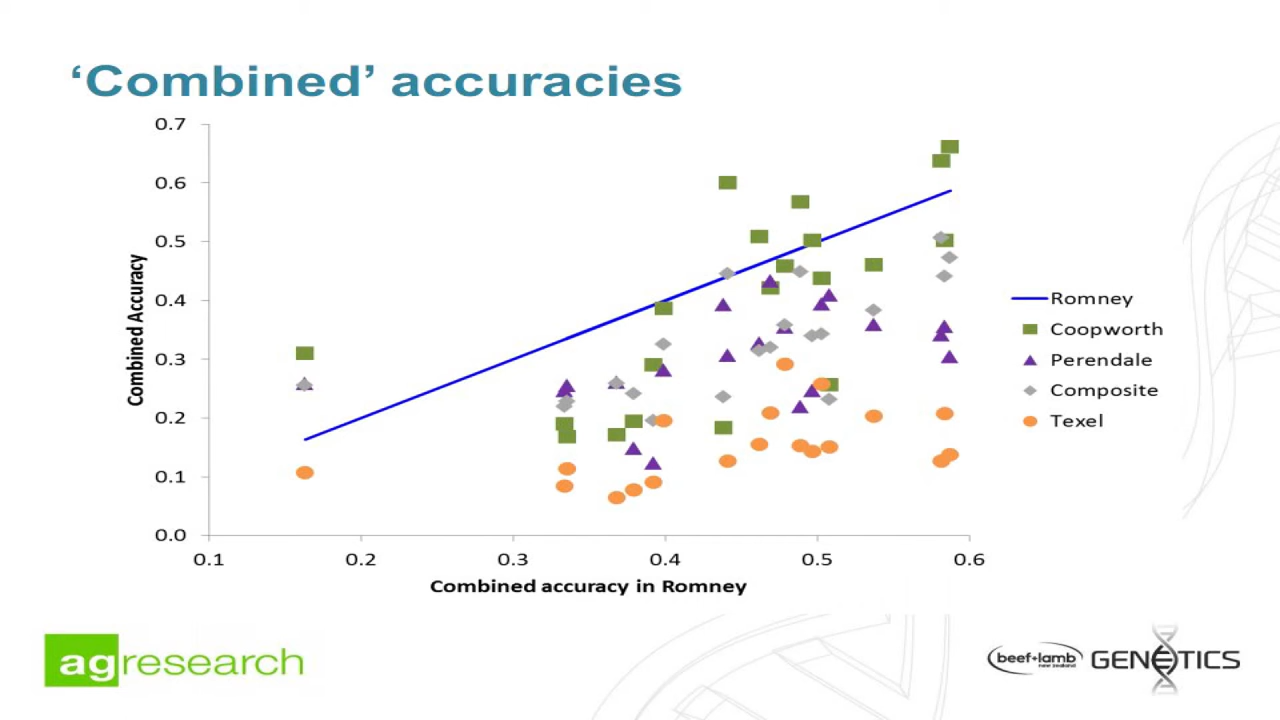 ‘Combined’ accuracies
0.7
0.6
0.5
0.4
0.3
0.2
0.1
0.0
Combined Accuracy
0.1 0.2 0.3 0.4 0.5 0.6
Combined accuracy in Romney
Romney
Coopworth
Perendale
Composite
Texel
agresearch
beef+lamb
new zealand
GENETICS